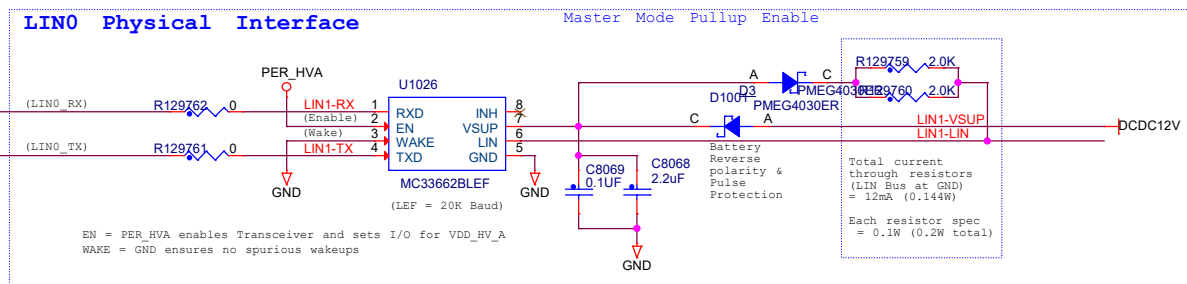 LIN0 Physical Interface
Master Mode Pullup Enable
PER_HVA
U1026
(LIN0_RX)
R129762
0
LIN1-RX
1
RXD
INH
8
(Enable)
2
EN
VSUP
7
(Wake)
3
WAKE
LIN
6
(LIN0_TX)
R129761
0
LIN1-TX
4
TXD
GND
5
MC33662BLEF
(LEF = 20K Baud)
GND
GND
A
D3
C
PMEG4030ER
R129759
2.0K
R129760
2.0K
D1001
PMEG4030ER
C
A
LIN1-VSUP
LIN1-LIN
DCDC12V
Battery
Reverse
polarity &
Pulse
Protection
C8069
0.1UF
C8068
2.2uF
GND
Total current
through resistors
(LIN Bus at GND)
= 12mA (0.144W)
Each resistor spec
= 0.1W (0.2W total)
EN = PER_HVA enables Transceiver and sets I/O for VDD_HV_A
WAKE = GND ensures no spurious wakeups